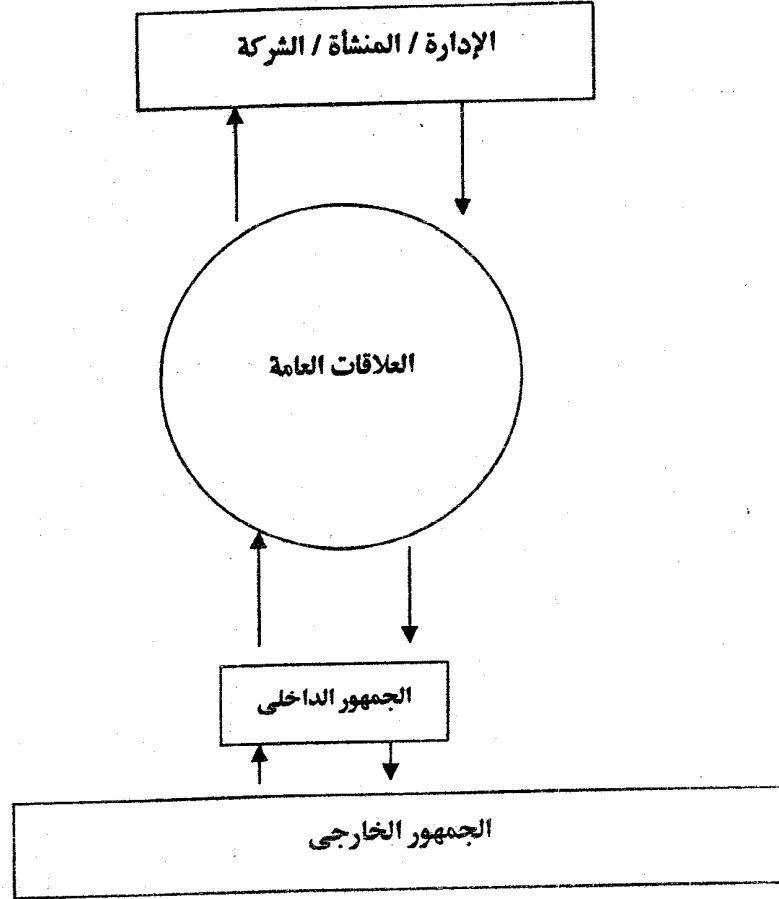 الإدارة / المنشأة / الشركة
العلاقات العامة
الجمهور الداخلى
الجمهور الخارجى